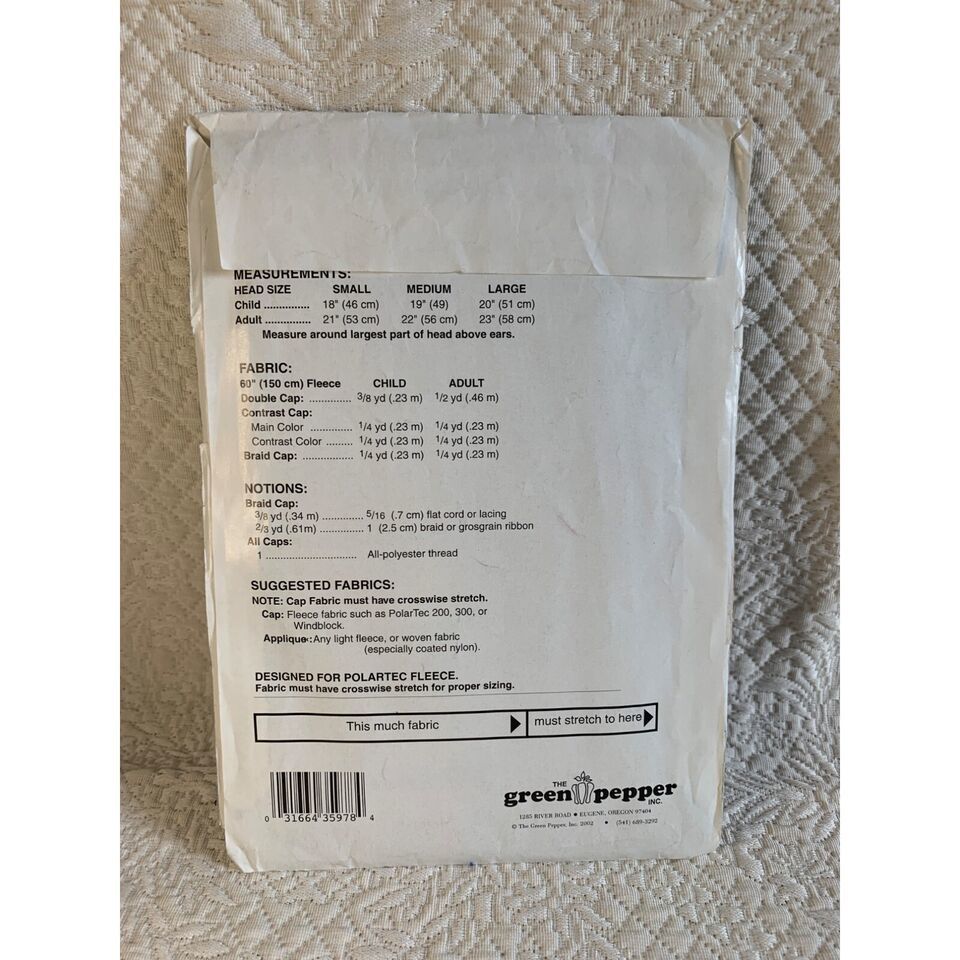 MEASUREMENTS:
HEAD SIZE SMALL MEDIUM LARGE
Child ............... 18" (46 cm) 19" (49) 20" (51 cm)
Adult ............... 21" (53 cm) 22" (56 cm) 23" (58 cm)
Measure around largest part of head above ears.
FABRIC:
60" (150 cm) Fleece CHILD ADULT
Double Cap: .............. 3/8 yd (.23 m) 1/2 yd (.46 m)
Contrast Cap:
Main Color .............. 1/4 yd (.23 m) 1/4 yd (.23 m)
Contrast Color ......... 1/4 yd (.23 m) 1/4 yd (.23 m)
Braid Cap: ................. 1/4 yd (.23 m) 1/4 yd (.23 m)
NOTIONS:
Braid Cap:
3/8 yd (.34 m) .............. 5/16 (.7 cm) flat cord or lacing
2/3 yd (.61m) ............... 1 (2.5 cm) braid or grosgrain ribbon
All Caps:
1 .............................. All-polyester thread
SUGGESTED FABRICS:
NOTE: Cap Fabric must have crosswise stretch.
Cap: Fleece fabric such as PolarTec 200, 300, or
Windblock.
Applique: Any light fleece, or woven fabric
(especially coated nylon).
DESIGNED FOR POLARTEC FLEECE.
Fabric must have crosswise stretch for proper sizing.
This much fabric must stretch to here
0 31664 35978 4
THE
green pepper
INC.
1285 RIVER ROAD • EUGENE, OREGON 97404
© The Green Pepper, Inc. 2002 • (541) 689-3292